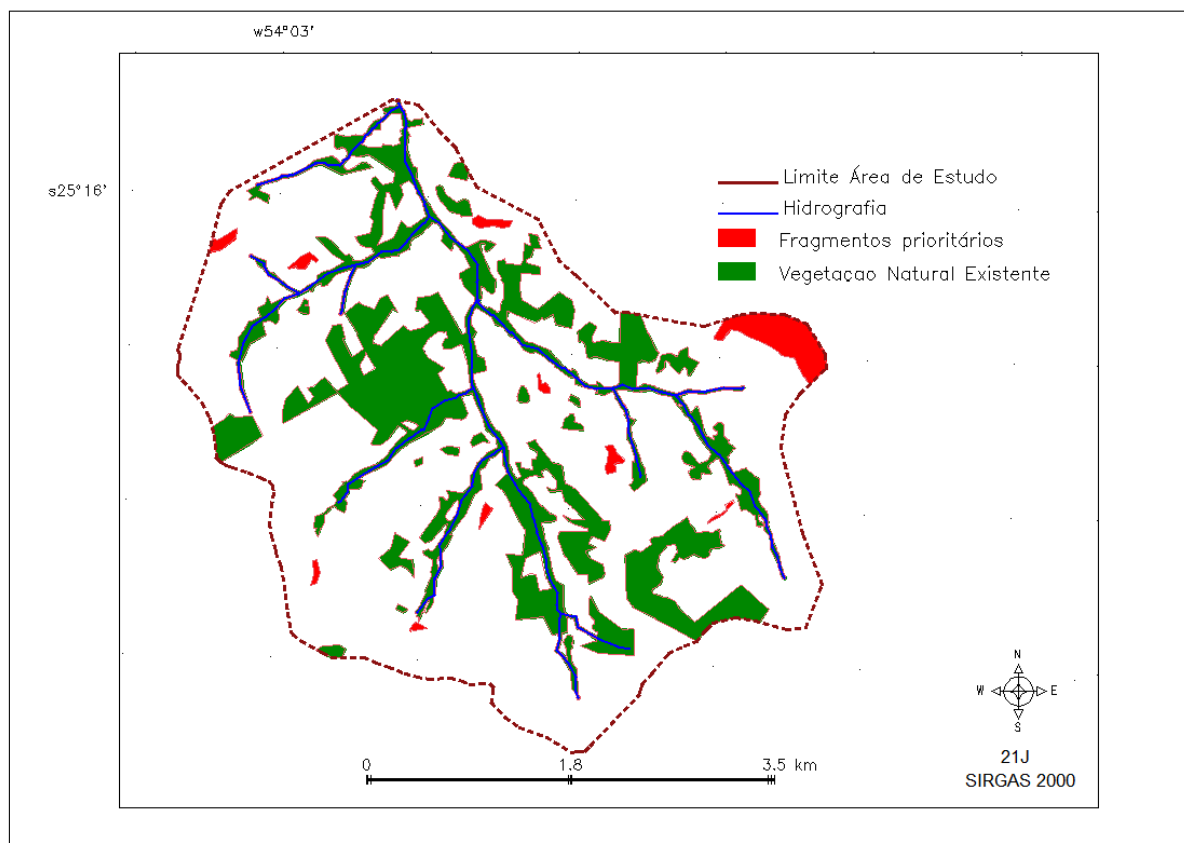 w54°03'
s25°16'
Limite Área de Estudo
Hidrografia
Fragmentos prioritários
Vegetaçao Natural Existente
N
W E
S
21J
SIRGAS 2000
0 1.8 3.5 km